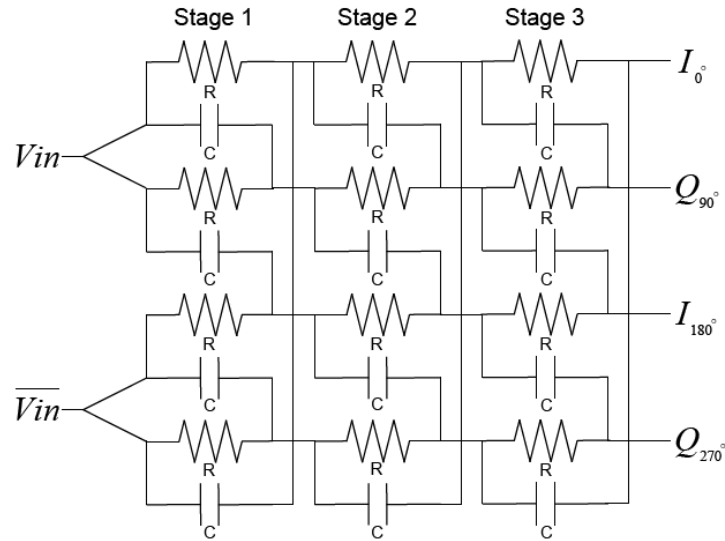 Stage 1 Stage 2 Stage 3
R R R I0°
C C C
Vin
R R R Q90°
C C C
R R R I180°
C C C
Vin
R R R Q270°
C C C